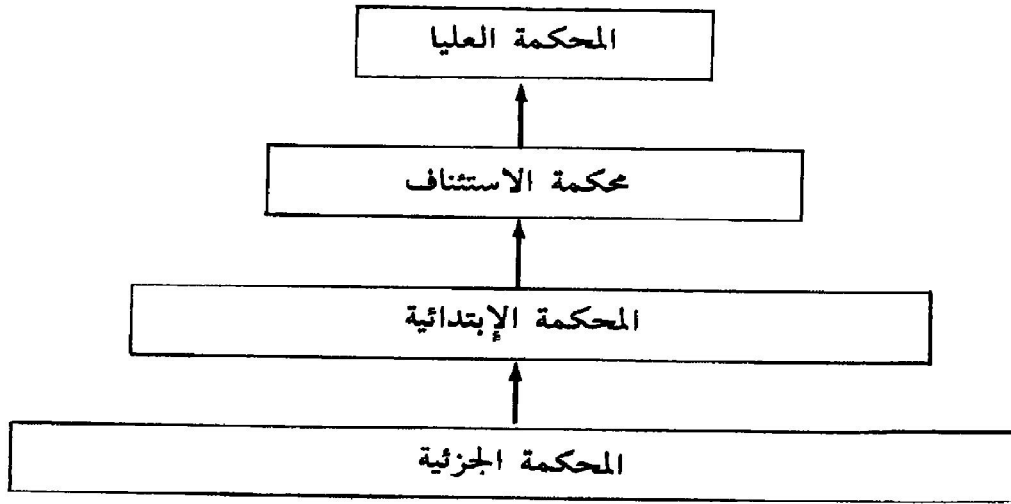 المحكمة العليا
محكمة الاستئناف
المحكمة الإبتدائية
المحكمة الجزئية